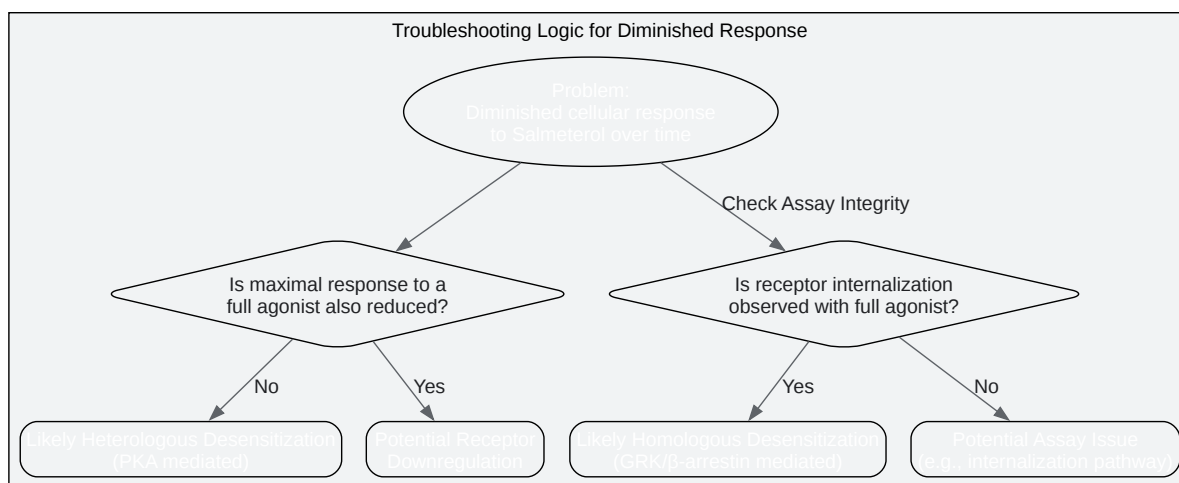 Troubleshooting Logic for Diminished Response
Problem:
Diminished cellular response
to Salmeterol over time
Check Assay Integrity
Is maximal response to a
full agonist also reduced?
Is receptor internalization
observed with full agonist?
No
Yes
Yes
No
Likely Heterologous Desensitization
(PKA mediated)
Potential Receptor
Downregulation
Likely Homologous Desensitization
(GRK/β-arrestin mediated)
Potential Assay Issue
(e.g., internalization pathway)